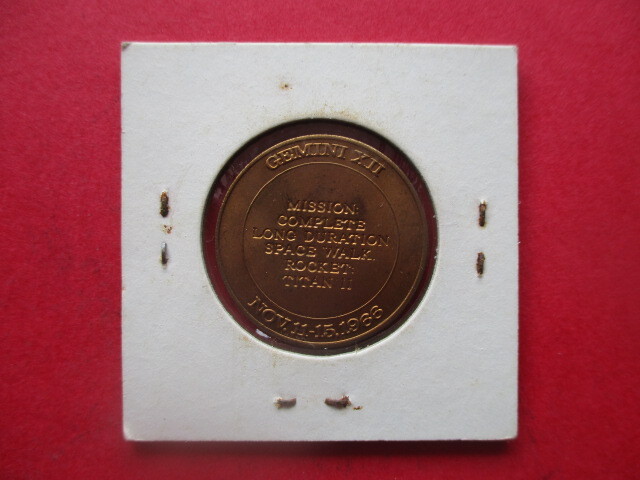 GEMINI XII
MISSION:
COMPLETE
LONG DURATION
SPACE WALK.
ROCKET:
TITAN II
NOV. 11-15, 1966